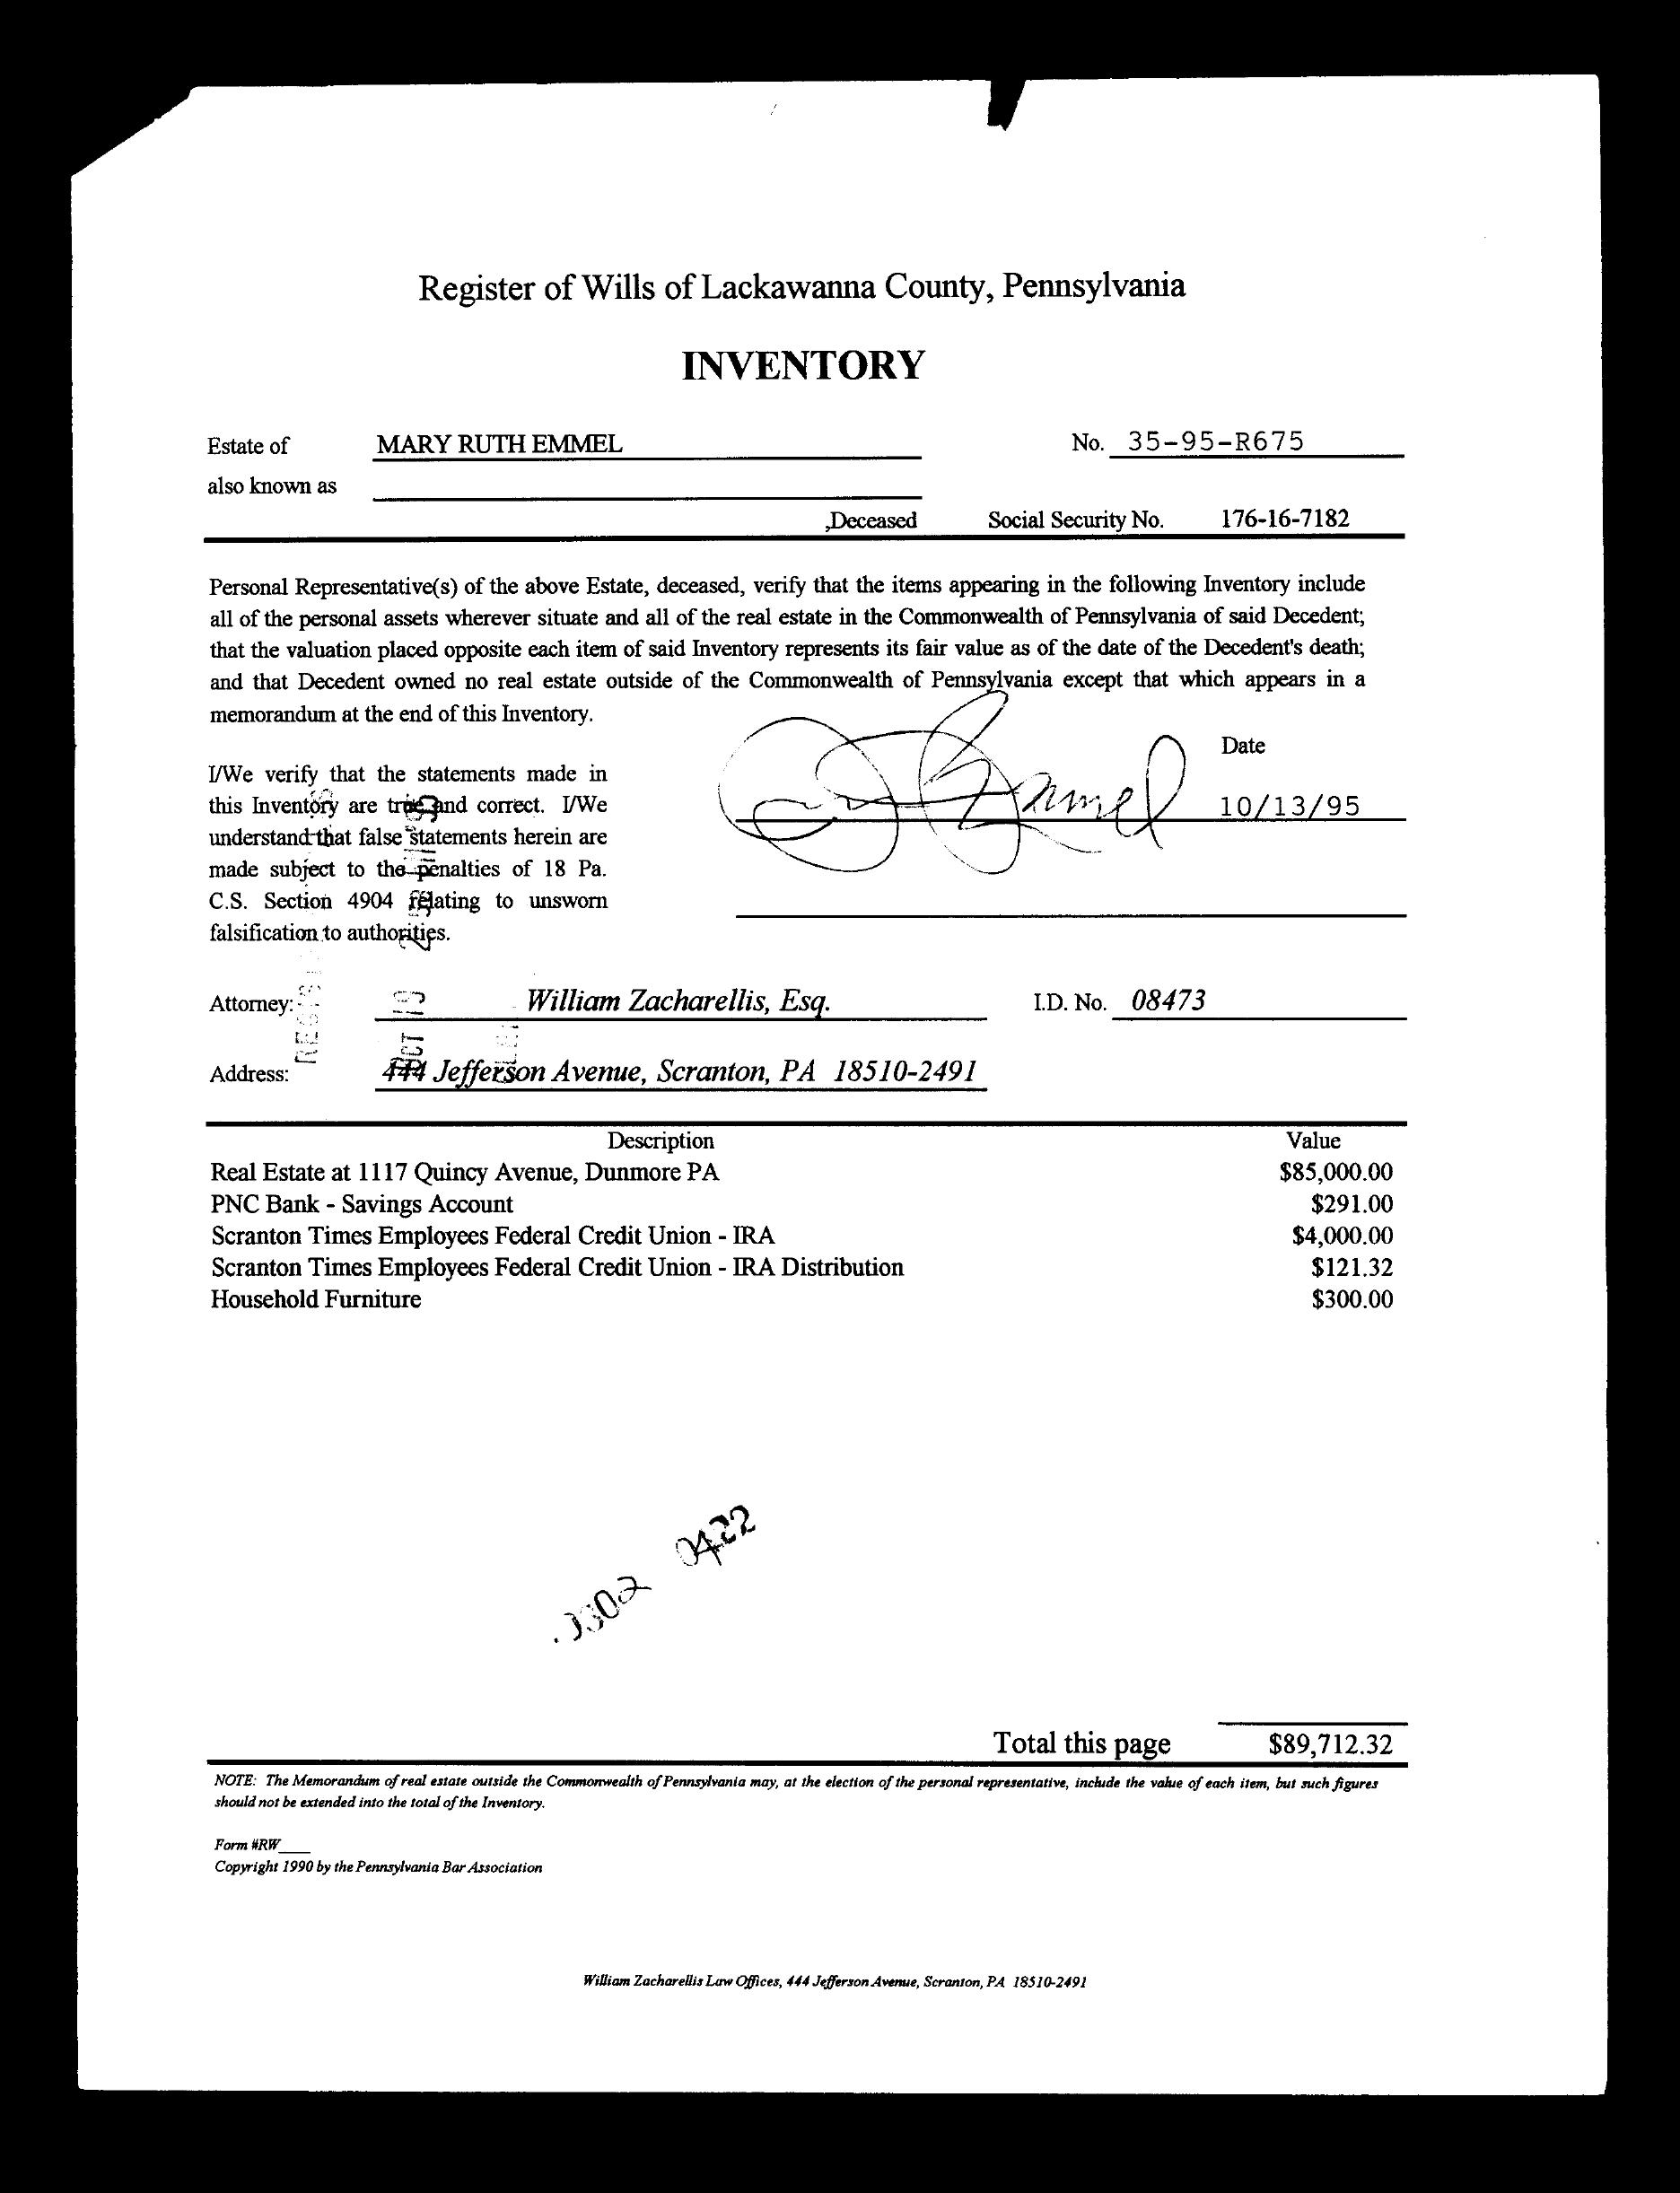 Register of Wills of Lackawanna County, Pennsylvania
INVENTORY
Estate of MARY RUTH EMMEL No. 35-95-R675
also known as
,Deceased Social Security No. 176-16-7182
Personal Representative(s) of the above Estate, deceased, verify that the items appearing in the following Inventory include
all of the personal assets wherever situate and all of the real estate in the Commonwealth of Pennsylvania of said Decedent;
that the valuation placed opposite each item of said Inventory represents its fair value as of the date of the Decedent's death;
and that Decedent owned no real estate outside of the Commonwealth of Pennsylvania except that which appears in a
memorandum at the end of this Inventory.
Date
I/We verify that the statements made in
this Inventory are true and correct. I/We
Emmel 10/13/95
understand that false statements herein are
made subject to the penalties of 18 Pa.
C.S. Section 4904 relating to unsworn
falsification to authorities.
OCT 19
Attorney: William Zacharellis, Esq. I.D. No. 08473
Address: 444 Jefferson Avenue, Scranton, PA 18510-2491
Description Value
Real Estate at 1117 Quincy Avenue, Dunmore PA $85,000.00
PNC Bank - Savings Account $291.00
Scranton Times Employees Federal Credit Union - IRA $4,000.00
Scranton Times Employees Federal Credit Union - IRA Distribution $121.32
Household Furniture $300.00
0422
Total this page $89,712.32
NOTE: The Memorandum of real estate outside the Commonwealth of Pennsylvania may, at the election of the personal representative, include the value of each item, but such figures
should not be extended into the total of the Inventory.
Form #RW____
Copyright 1990 by the Pennsylvania Bar Association
William Zacharellis Law Offices, 444 Jefferson Avenue, Scranton, PA 18510-2491